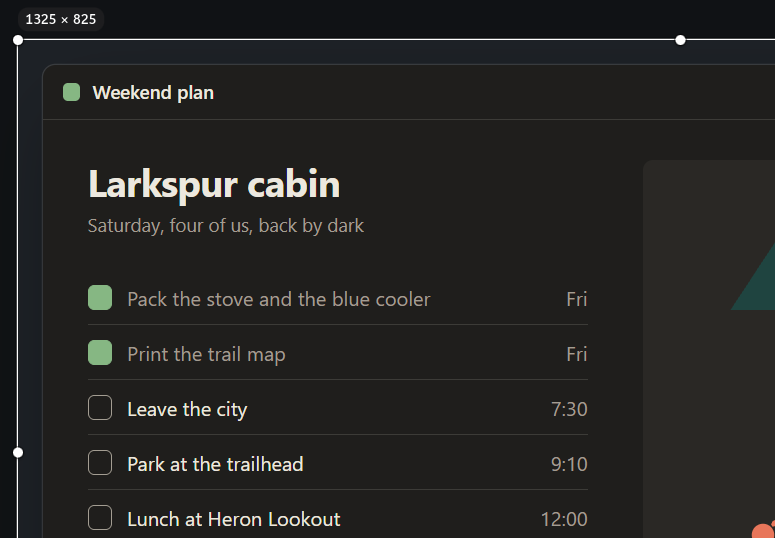 1325 × 825
Weekend plan
Larkspur cabin
Saturday, four of us, back by dark
Pack the stove and the blue cooler Fri
Print the trail map Fri
Leave the city 7:30
Park at the trailhead 9:10
Lunch at Heron Lookout 12:00